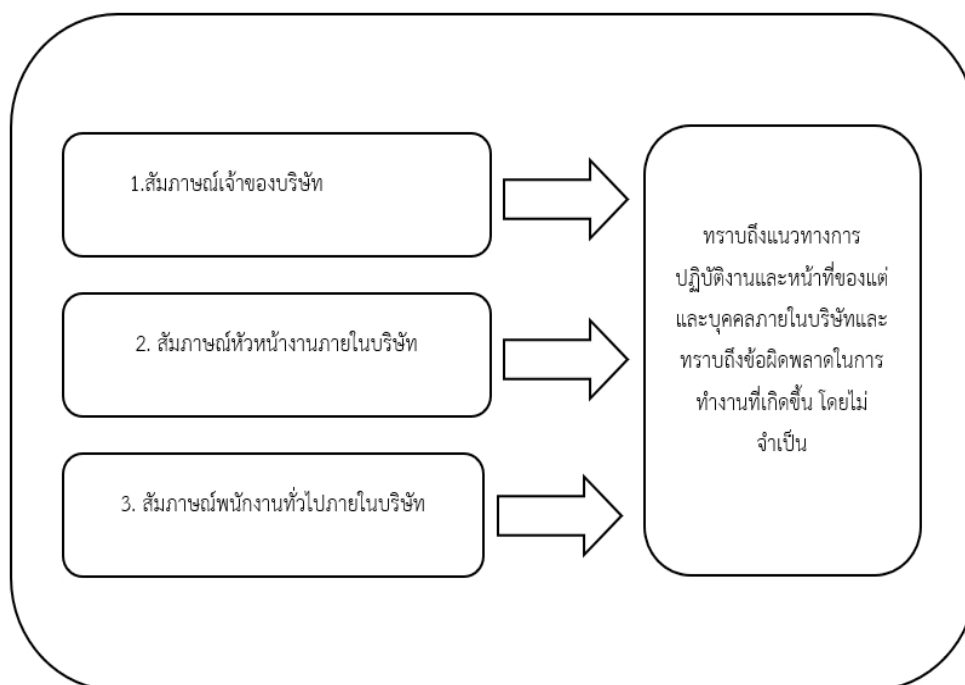 1.สัมภาษณ์เจ้าของบริษัท
2. สัมภาษณ์หัวหน้างานภายในบริษัท
3. สัมภาษณ์พนักงานทั่วไปภายในบริษัท
ทราบถึงแนวทางการ
ปฏิบัติงานและหน้าที่ของแต่
และบุคคลภายในบริษัทและ
ทราบถึงข้อผิดพลาดในการ
ทำงานที่เกิดขึ้น โดยไม่
จำเป็น